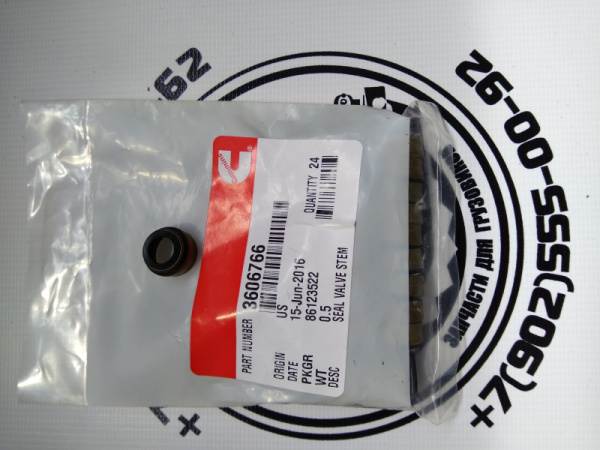 PART NUMBER 3606766
QUANTITY 24
ORIGIN US
DATE 15-Jun-2016
PKGR 86123522
WT 0.5
DESC SEAL VALVE STEM
ЗАПЧАСТИ ДЛЯ
+7(902)555-00-92
62